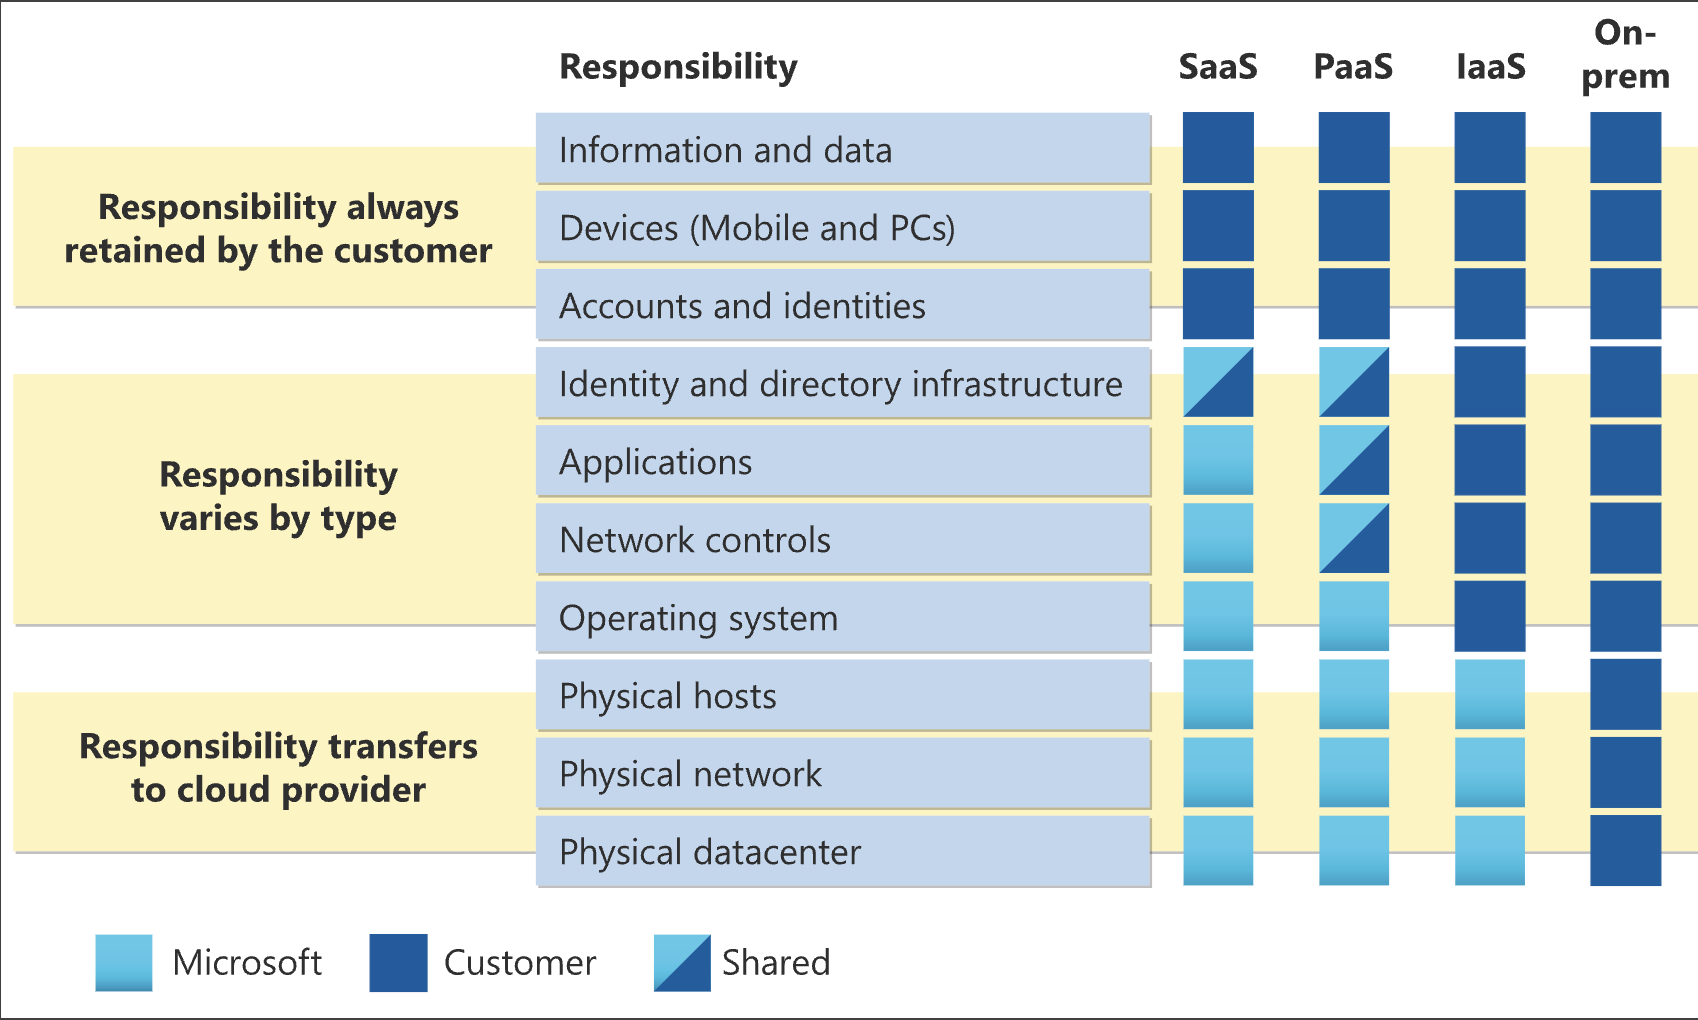 Responsibility
SaaS
PaaS
IaaS
On-
prem
Responsibility always
retained by the customer
Information and data
Devices (Mobile and PCs)
Accounts and identities
Responsibility
varies by type
Identity and directory infrastructure
Applications
Network controls
Operating system
Responsibility transfers
to cloud provider
Physical hosts
Physical network
Physical datacenter
Microsoft
Customer
Shared